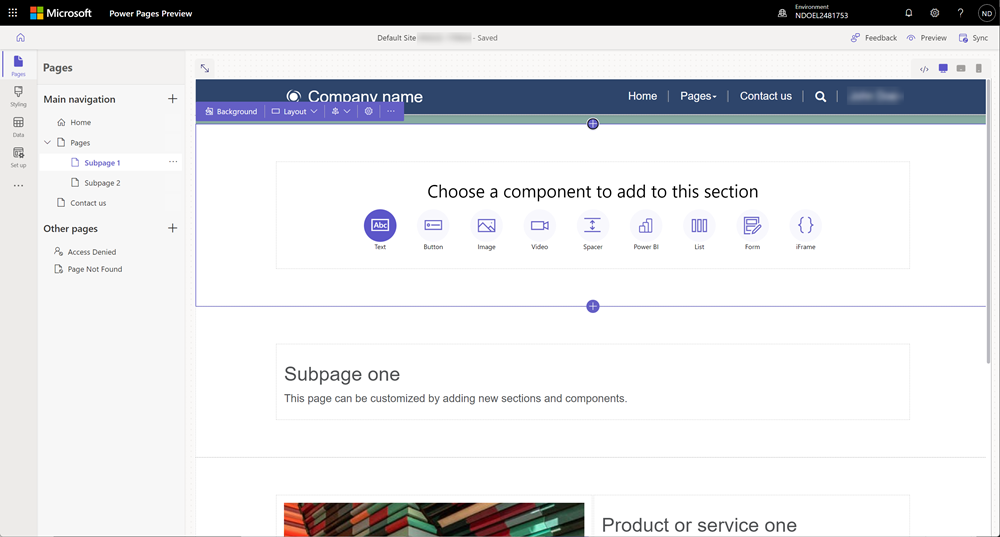 Microsoft Power Pages Preview
Environment
NDOEL2481753
? ND
Default Site - Saved
Feedback Preview Sync
Pages
Styling
Data
Set up
Pages
Main navigation
Home
Pages
Subpage 1
Subpage 2
Contact us
Other pages
Access Denied
Page Not Found
Company name
Home Pages Contact us
Background Layout
Choose a component to add to this section
Abc
Text Button Image Video Spacer Power BI List Form iFrame
Subpage one
This page can be customized by adding new sections and components.
Product or service one